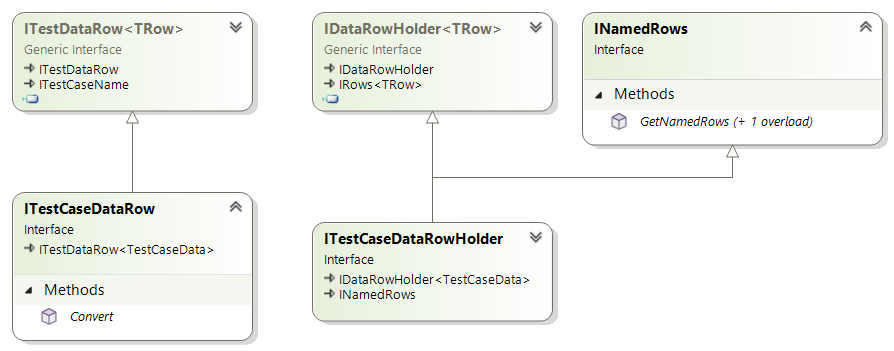 ITestDataRow<TRow>
Generic Interface
ITestDataRow
ITestCaseName
IDataRowHolder<TRow>
Generic Interface
IDataRowHolder
IRows<TRow>
INamedRows
Interface
Methods
GetNamedRows (+ 1 overload)
ITestCaseDataRow
Interface
ITestDataRow<TestCaseData>
Methods
Convert
ITestCaseDataRowHolder
Interface
IDataRowHolder<TestCaseData>
INamedRows